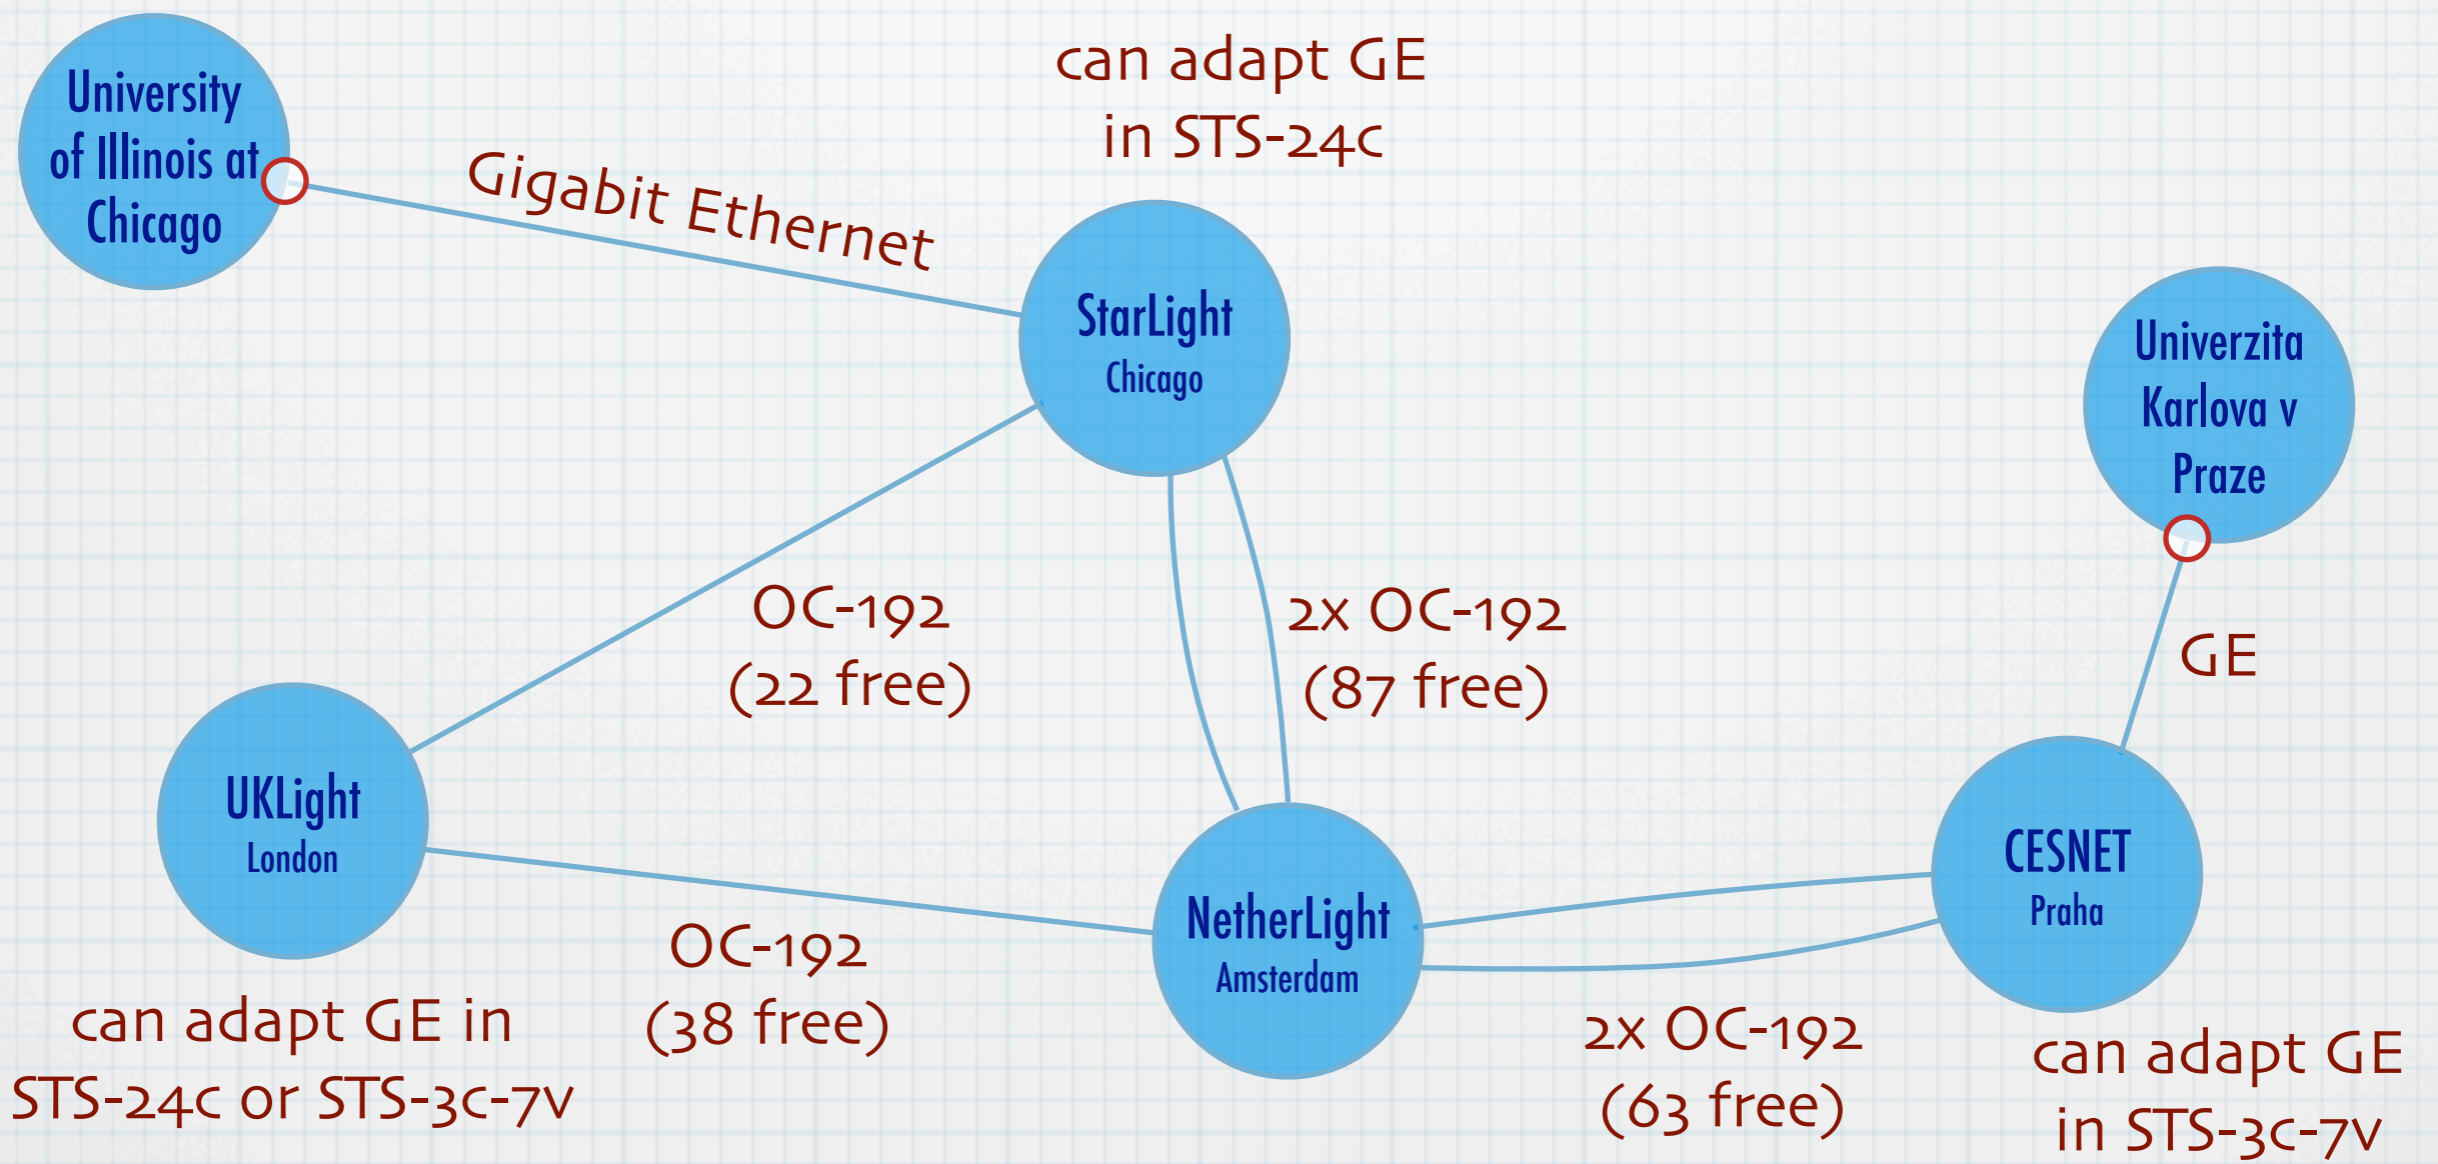 University
of Illinois at
Chicago
Gigabit Ethernet
can adapt GE
in STS-24c
StarLight
Chicago
Univerzita
Karlova v
Praze
GE
OC-192
(22 free)
2x OC-192
(87 free)
UKLight
London
can adapt GE in
STS-24c or STS-3c-7v
OC-192
(38 free)
NetherLight
Amsterdam
2x OC-192
(63 free)
CESNET
Praha
can adapt GE
in STS-3c-7v